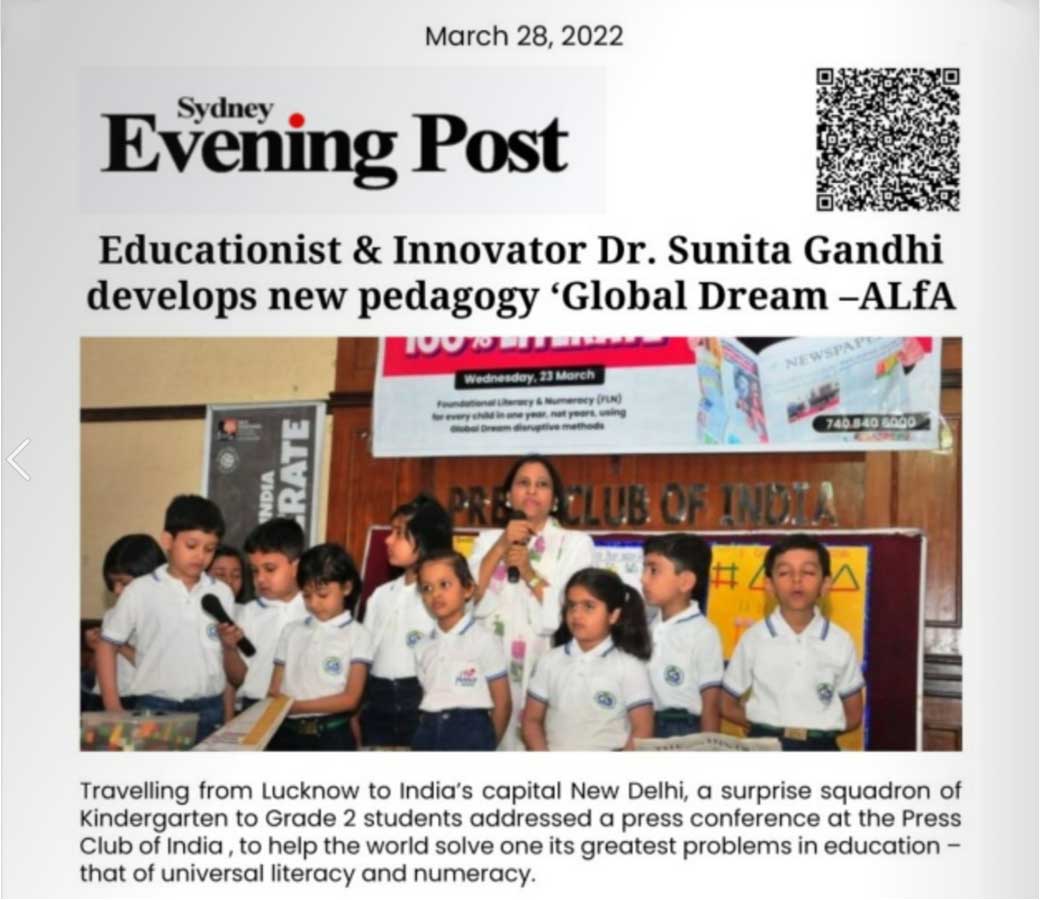 March 28, 2022
Sydney
Evening Post
Educationist & Innovator Dr. Sunita Gandhi
develops new pedagogy ‘Global Dream –ALfA
100% LITERATE
Wednesday, 23 March
Foundational Literacy & Numeracy (FLN)
for every child in one year, not years, using
Global Dream disruptive methods
NEWSPAPER
740 840 6000
INDIA
ERATE
PRE CLUB OF INDIA
Travelling from Lucknow to India’s capital New Delhi, a surprise squadron of
Kindergarten to Grade 2 students addressed a press conference at the Press
Club of India , to help the world solve one its greatest problems in education –
that of universal literacy and numeracy.